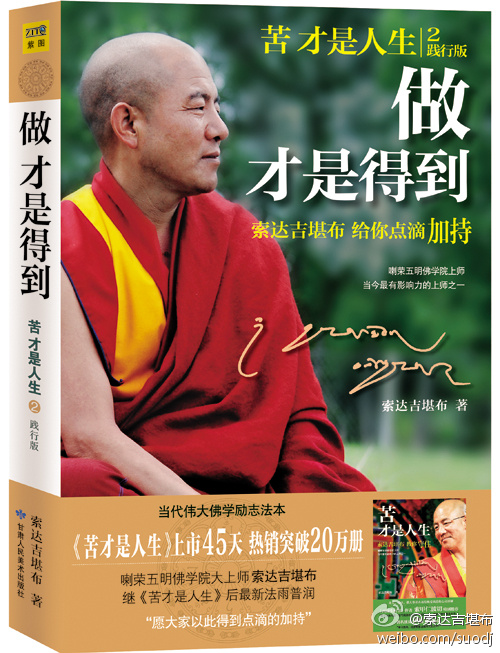 紫图
做 才是得到
苦 才是人生
2
践行版
索达吉堪布 著
甘肃人民美术出版社
苦 才是人生
2
践行版
做
才是得到
索达吉堪布 给你点滴加持
喇荣五明佛学院上师
当今最有影响力的上师之一
索达吉堪布 著
当代伟大佛学励志法本
《苦才是人生》上市45天 热销突破20万册
喇荣五明佛学院大上师 索达吉堪布
继《苦才是人生》后最新法雨普润
“愿大家以此得到点滴的加持”
苦
才是人生
@索达吉堪布
weibo.com/suodj